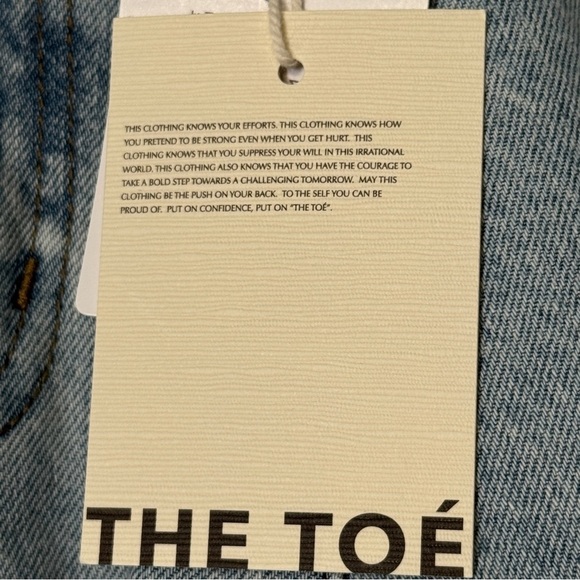 THIS CLOTHING KNOWS YOUR EFFORTS. THIS CLOTHING KNOWS HOW
YOU PRETEND TO BE STRONG EVEN WHEN YOU GET HURT. THIS
CLOTHING KNOWS THAT YOU SUPPRESS YOUR WILL IN THIS IRRATIONAL
WORLD. THIS CLOTHING ALSO KNOWS THAT YOU HAVE THE COURAGE TO
TAKE A BOLD STEP TOWARDS A CHALLENGING TOMORROW. MAY THIS
CLOTHING BE THE PUSH ON YOUR BACK. TO THE SELF YOU CAN BE
PROUD OF. PUT ON CONFIDENCE, PUT ON "THE TOÉ".
THE TOÉ